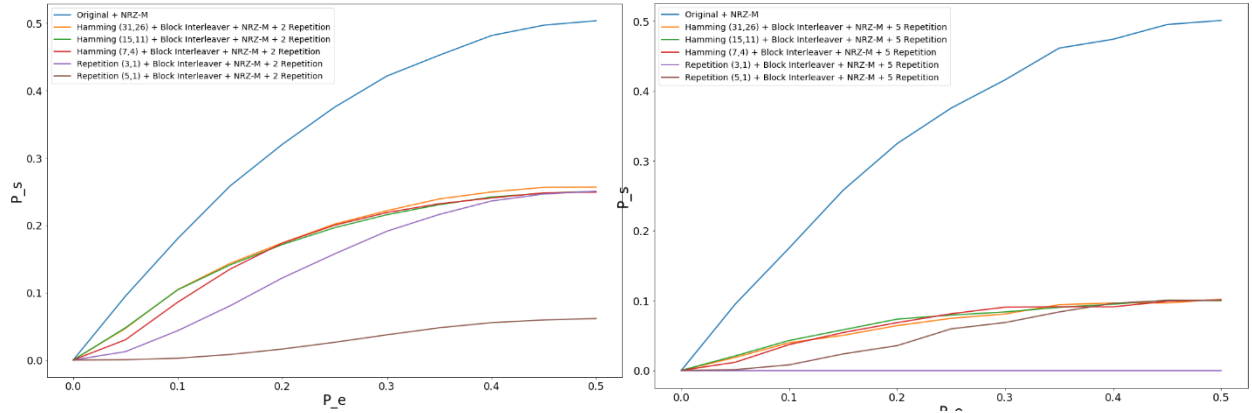 0.5
0.4
0.3
0.2
0.1
0.0
P_s
Original + NRZ-M
Hamming (31,26) + Block Interleaver + NRZ-M + 2 Repetition
Hamming (15,11) + Block Interleaver + NRZ-M + 2 Repetition
Hamming (7,4) + Block Interleaver + NRZ-M + 2 Repetition
Repetition (3,1) + Block Interleaver + NRZ-M + 2 Repetition
Repetition (5,1) + Block Interleaver + NRZ-M + 2 Repetition
0.0 0.1 0.2 0.3 0.4 0.5
P_e
0.5
0.4
0.3
0.2
0.1
0.0
P_s
Original + NRZ-M
Hamming (31,26) + Block Interleaver + NRZ-M + 5 Repetition
Hamming (15,11) + Block Interleaver + NRZ-M + 5 Repetition
Hamming (7,4) + Block Interleaver + NRZ-M + 5 Repetition
Repetition (3,1) + Block Interleaver + NRZ-M + 5 Repetition
Repetition (5,1) + Block Interleaver + NRZ-M + 5 Repetition
0.0 0.1 0.2 0.3 0.4 0.5
P_e